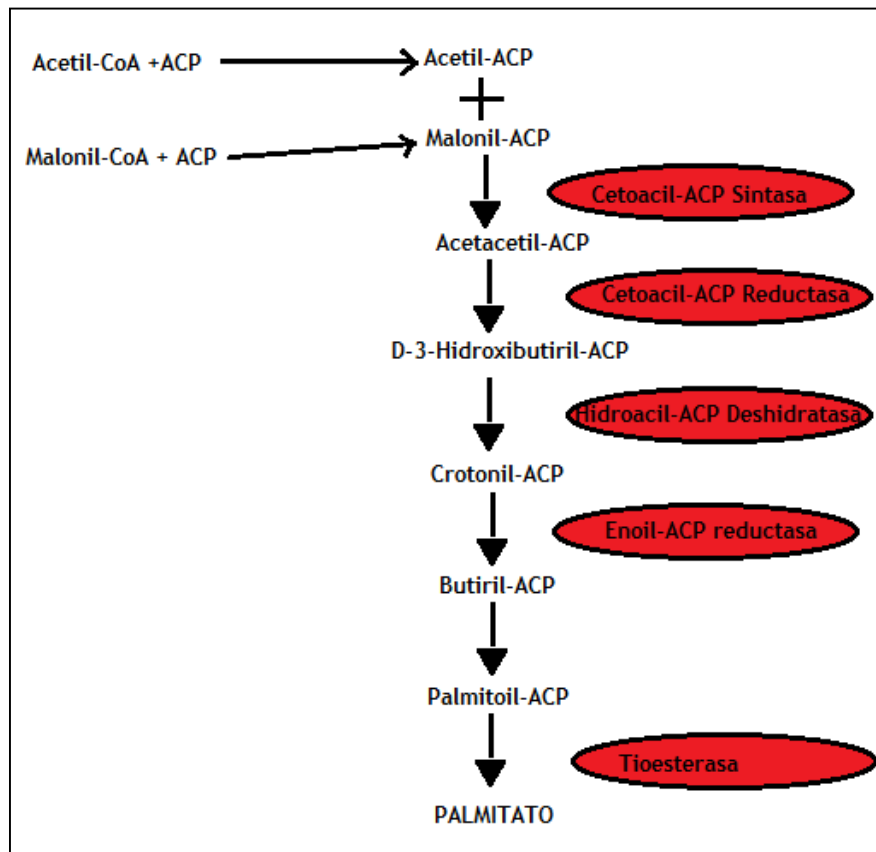 Acetil-CoA +ACP
Acetil-ACP
Malonil-CoA + ACP
Malonil-ACP
Cetoacil-ACP Sintasa
Acetacetil-ACP
Cetoacil-ACP Reductasa
D-3-Hidroxibutiril-ACP
Hidroacil-ACP Deshidratasa
Crotonil-ACP
Enoil-ACP reductasa
Butiril-ACP
Palmitoil-ACP
Tioesterasa
PALMITATO